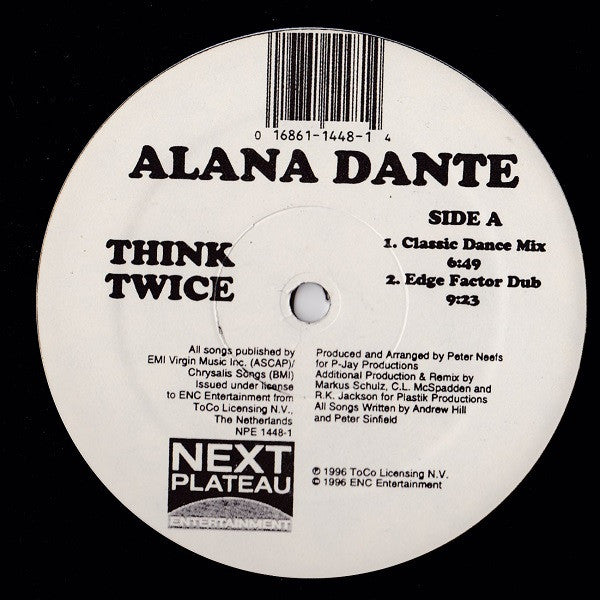 0 16861-1448-1 4
ALANA DANTE
SIDE A
1. Classic Dance Mix
6:49
2. Edge Factor Dub
9:23
THINK
TWICE
All songs published by
EMI Virgin Music Inc. (ASCAP)/
Chrysalis Songs (BMI)
Issued under license
to ENC Entertainment from
ToCo Licensing N.V.,
The Netherlands
NPE 1448-1
Produced and Arranged by Peter Neefs
for P-Jay Productions
Additional Production & Remix by
Markus Schulz, C.L. McSpadden and
R.K. Jackson for Plastik Productions
All Songs Written by Andrew Hill
and Peter Sinfield
NEXT
PLATEAU
ENTERTAINMENT
℗ 1996 ToCo Licensing N.V.
© 1996 ENC Entertainment